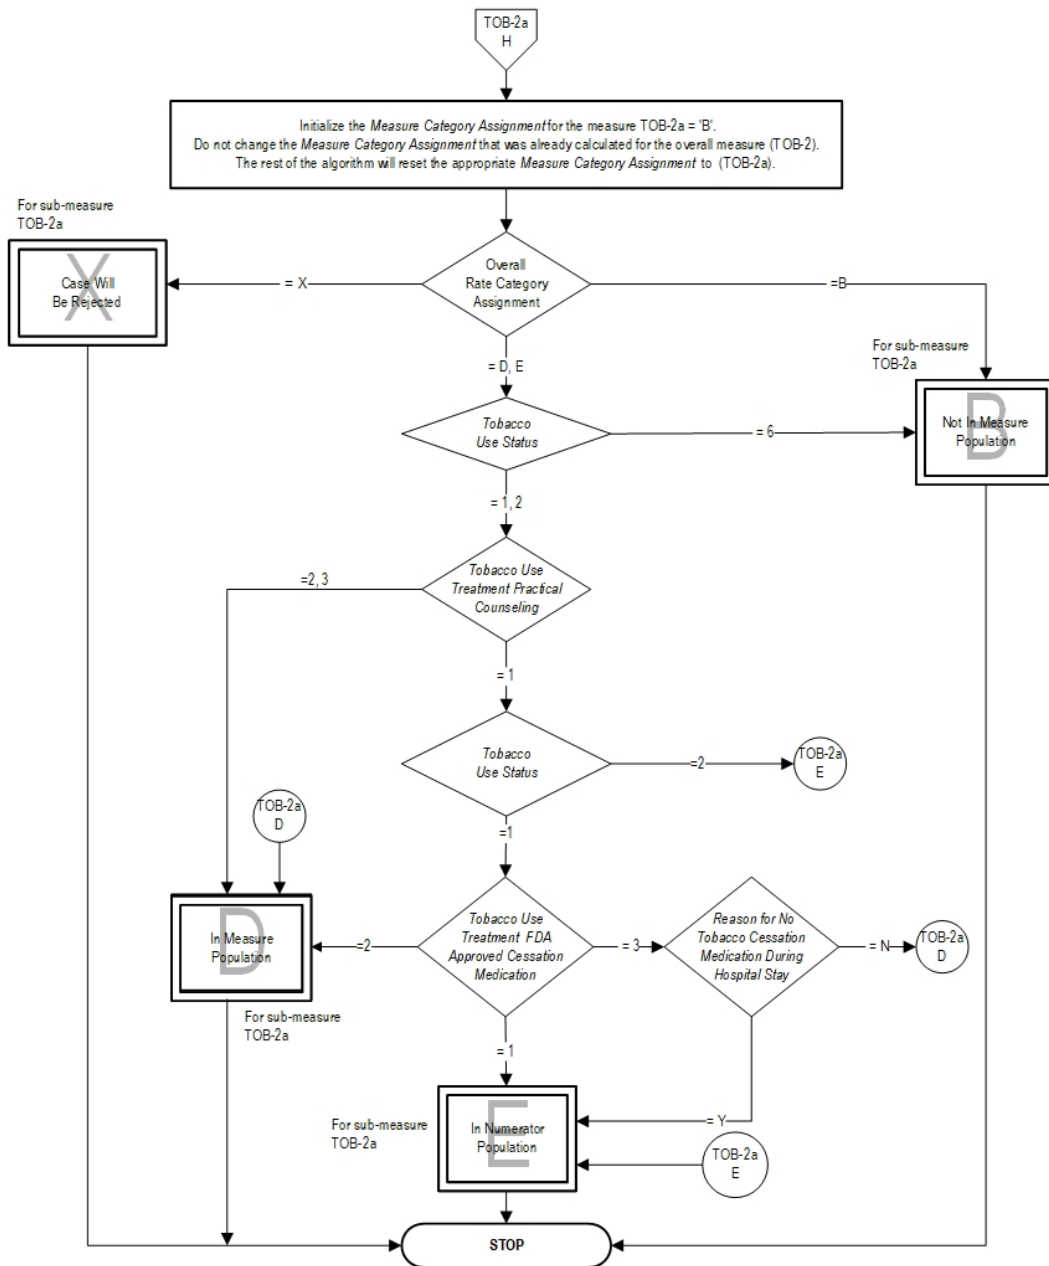 TOB-2a
H
Initialize the Measure Category Assignment for the measure TOB-2a = 'B'.
Do not change the Measure Category Assignment that was already calculated for the overall measure (TOB-2).
The rest of the algorithm will reset the appropriate Measure Category Assignment to (TOB-2a).
For sub-measure
TOB-2a
X
Case Will
Be Rejected
= X
Overall
Rate Category
Assignment
=B
For sub-measure
TOB-2a
= D, E
Tobacco
Use Status
= 6
B
Not In Measure
Population
= 1, 2
=2, 3
Tobacco Use
Treatment Practical
Counseling
= 1
Tobacco
Use Status
=2
TOB-2a
E
TOB-2a
D
=1
D
In Measure
Population
=2
Tobacco Use
Treatment FDA
Approved Cessation
Medication
= 3
Reason for No
Tobacco Cessation
Medication During
Hospital Stay
= N
TOB-2a
D
For sub-measure
TOB-2a
= 1
For sub-measure
TOB-2a
E
In Numerator
Population
= Y
TOB-2a
E
STOP